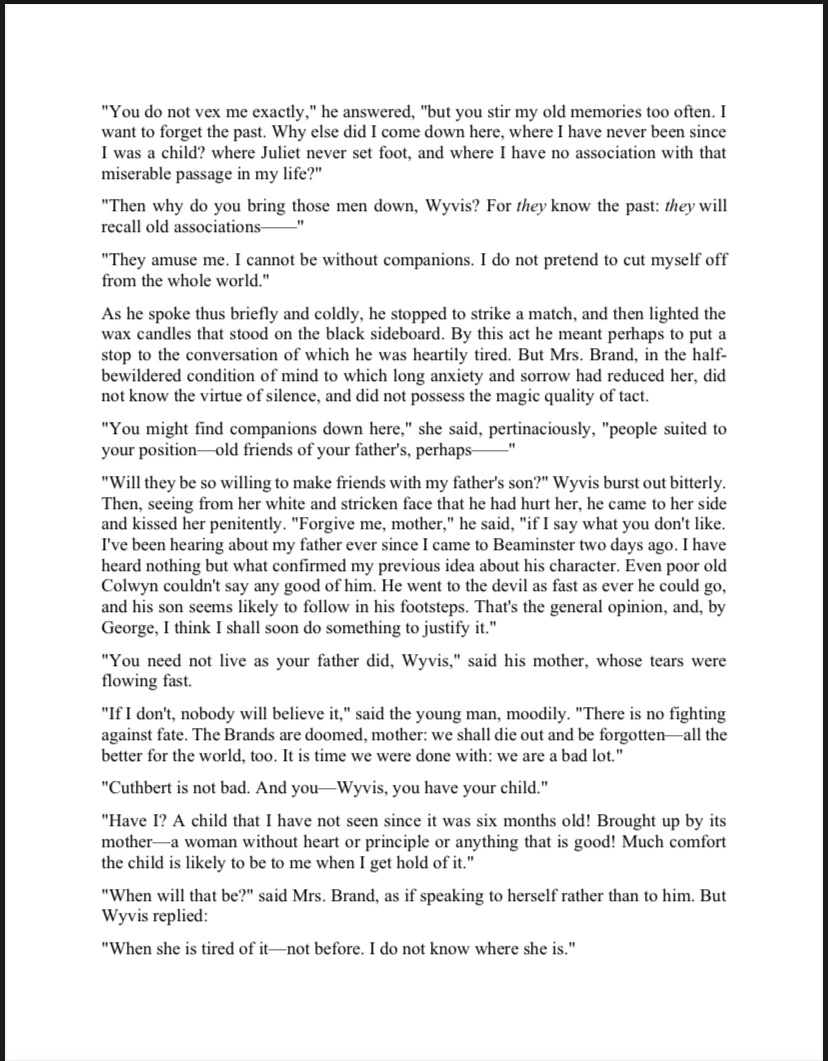 "You do not vex me exactly," he answered, "but you stir my old memories too often. I
want to forget the past. Why else did I come down here, where I have never been since
I was a child? where Juliet never set foot, and where I have no association with that
miserable passage in my life?"
"Then why do you bring those men down, Wyvis? For they know the past: they will
recall old associations——"
"They amuse me. I cannot be without companions. I do not pretend to cut myself off
from the whole world."
As he spoke thus briefly and coldly, he stopped to strike a match, and then lighted the
wax candles that stood on the black sideboard. By this act he meant perhaps to put a
stop to the conversation of which he was heartily tired. But Mrs. Brand, in the half-
bewildered condition of mind to which long anxiety and sorrow had reduced her, did
not know the virtue of silence, and did not possess the magic quality of tact.
"You might find companions down here," she said, pertinaciously, "people suited to
your position—old friends of your father's, perhaps——"
"Will they be so willing to make friends with my father's son?" Wyvis burst out bitterly.
Then, seeing from her white and stricken face that he had hurt her, he came to her side
and kissed her penitently. "Forgive me, mother," he said, "if I say what you don't like.
I've been hearing about my father ever since I came to Beaminster two days ago. I have
heard nothing but what confirmed my previous idea about his character. Even poor old
Colwyn couldn't say any good of him. He went to the devil as fast as ever he could go,
and his son seems likely to follow in his footsteps. That's the general opinion, and, by
George, I think I shall soon do something to justify it."
"You need not live as your father did, Wyvis," said his mother, whose tears were
flowing fast.
"If I don't, nobody will believe it," said the young man, moodily. "There is no fighting
against fate. The Brands are doomed, mother: we shall die out and be forgotten—all the
better for the world, too. It is time we were done with: we are a bad lot."
"Cuthbert is not bad. And you—Wyvis, you have your child."
"Have I? A child that I have not seen since it was six months old! Brought up by its
mother—a woman without heart or principle or anything that is good! Much comfort
the child is likely to be to me when I get hold of it."
"When will that be?" said Mrs. Brand, as if speaking to herself rather than to him. But
Wyvis replied:
"When she is tired of it—not before. I do not know where she is."